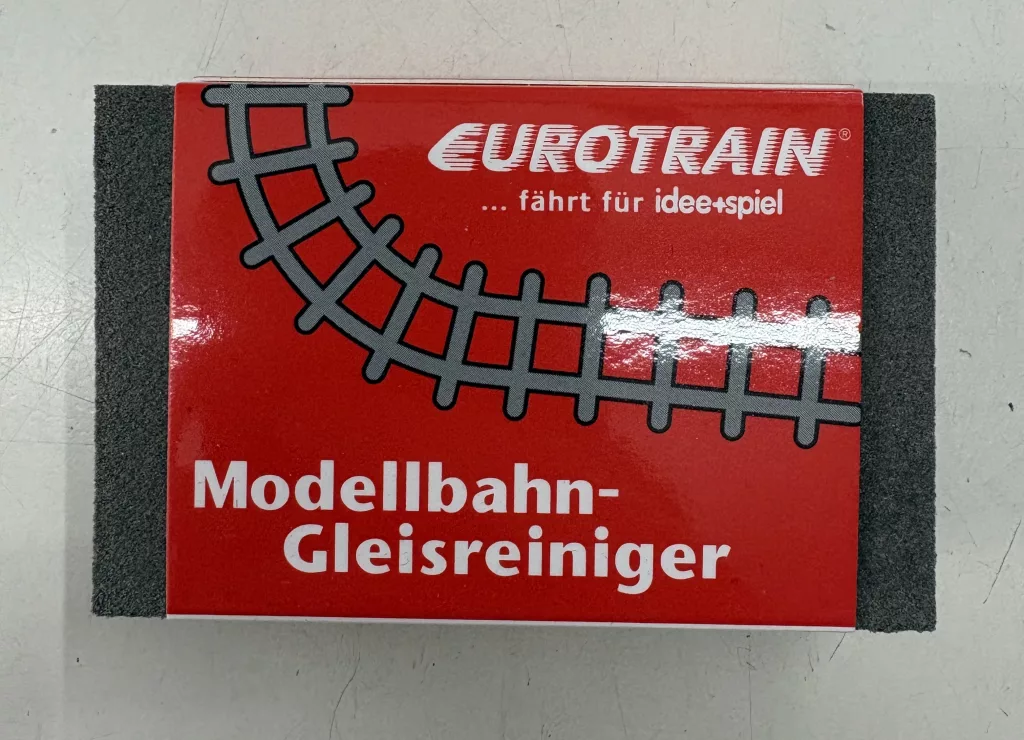 EUROTRAIN®
... fährt für idee+spiel
Modellbahn-
Gleisreiniger